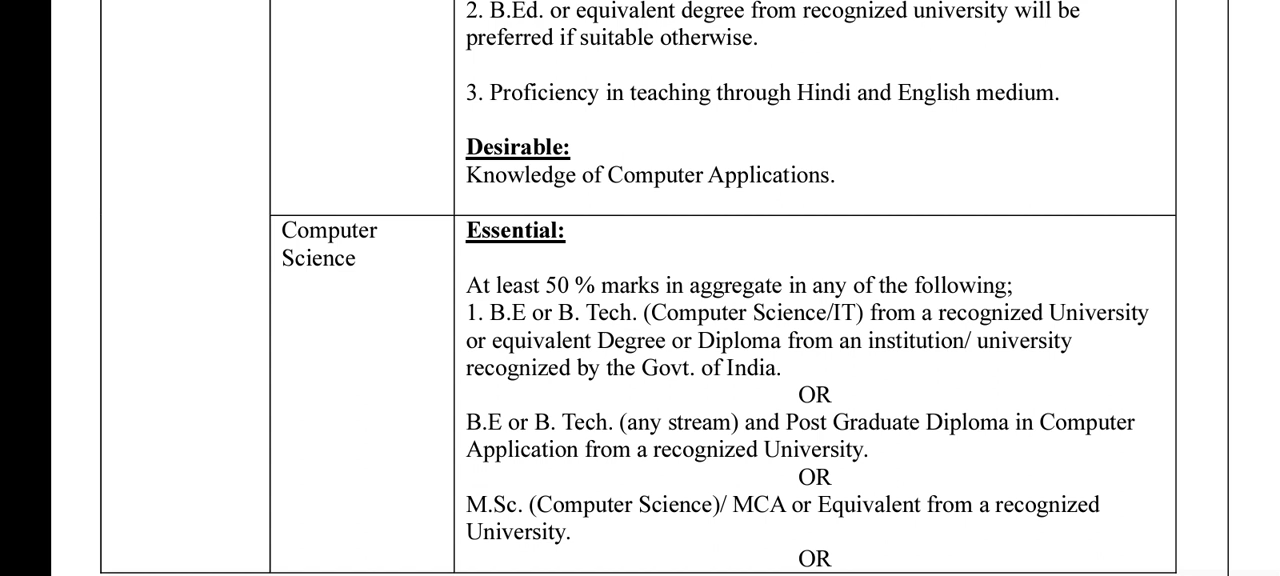 2. B.Ed. or equivalent degree from recognized university will be
preferred if suitable otherwise.
3. Proficiency in teaching through Hindi and English medium.
Desirable:
Knowledge of Computer Applications.
Computer
Science
Essential:
At least 50 % marks in aggregate in any of the following;
1. B.E or B. Tech. (Computer Science/IT) from a recognized University
or equivalent Degree or Diploma from an institution/ university
recognized by the Govt. of India.
OR
B.E or B. Tech. (any stream) and Post Graduate Diploma in Computer
Application from a recognized University.
OR
M.Sc. (Computer Science)/ MCA or Equivalent from a recognized
University.
OR